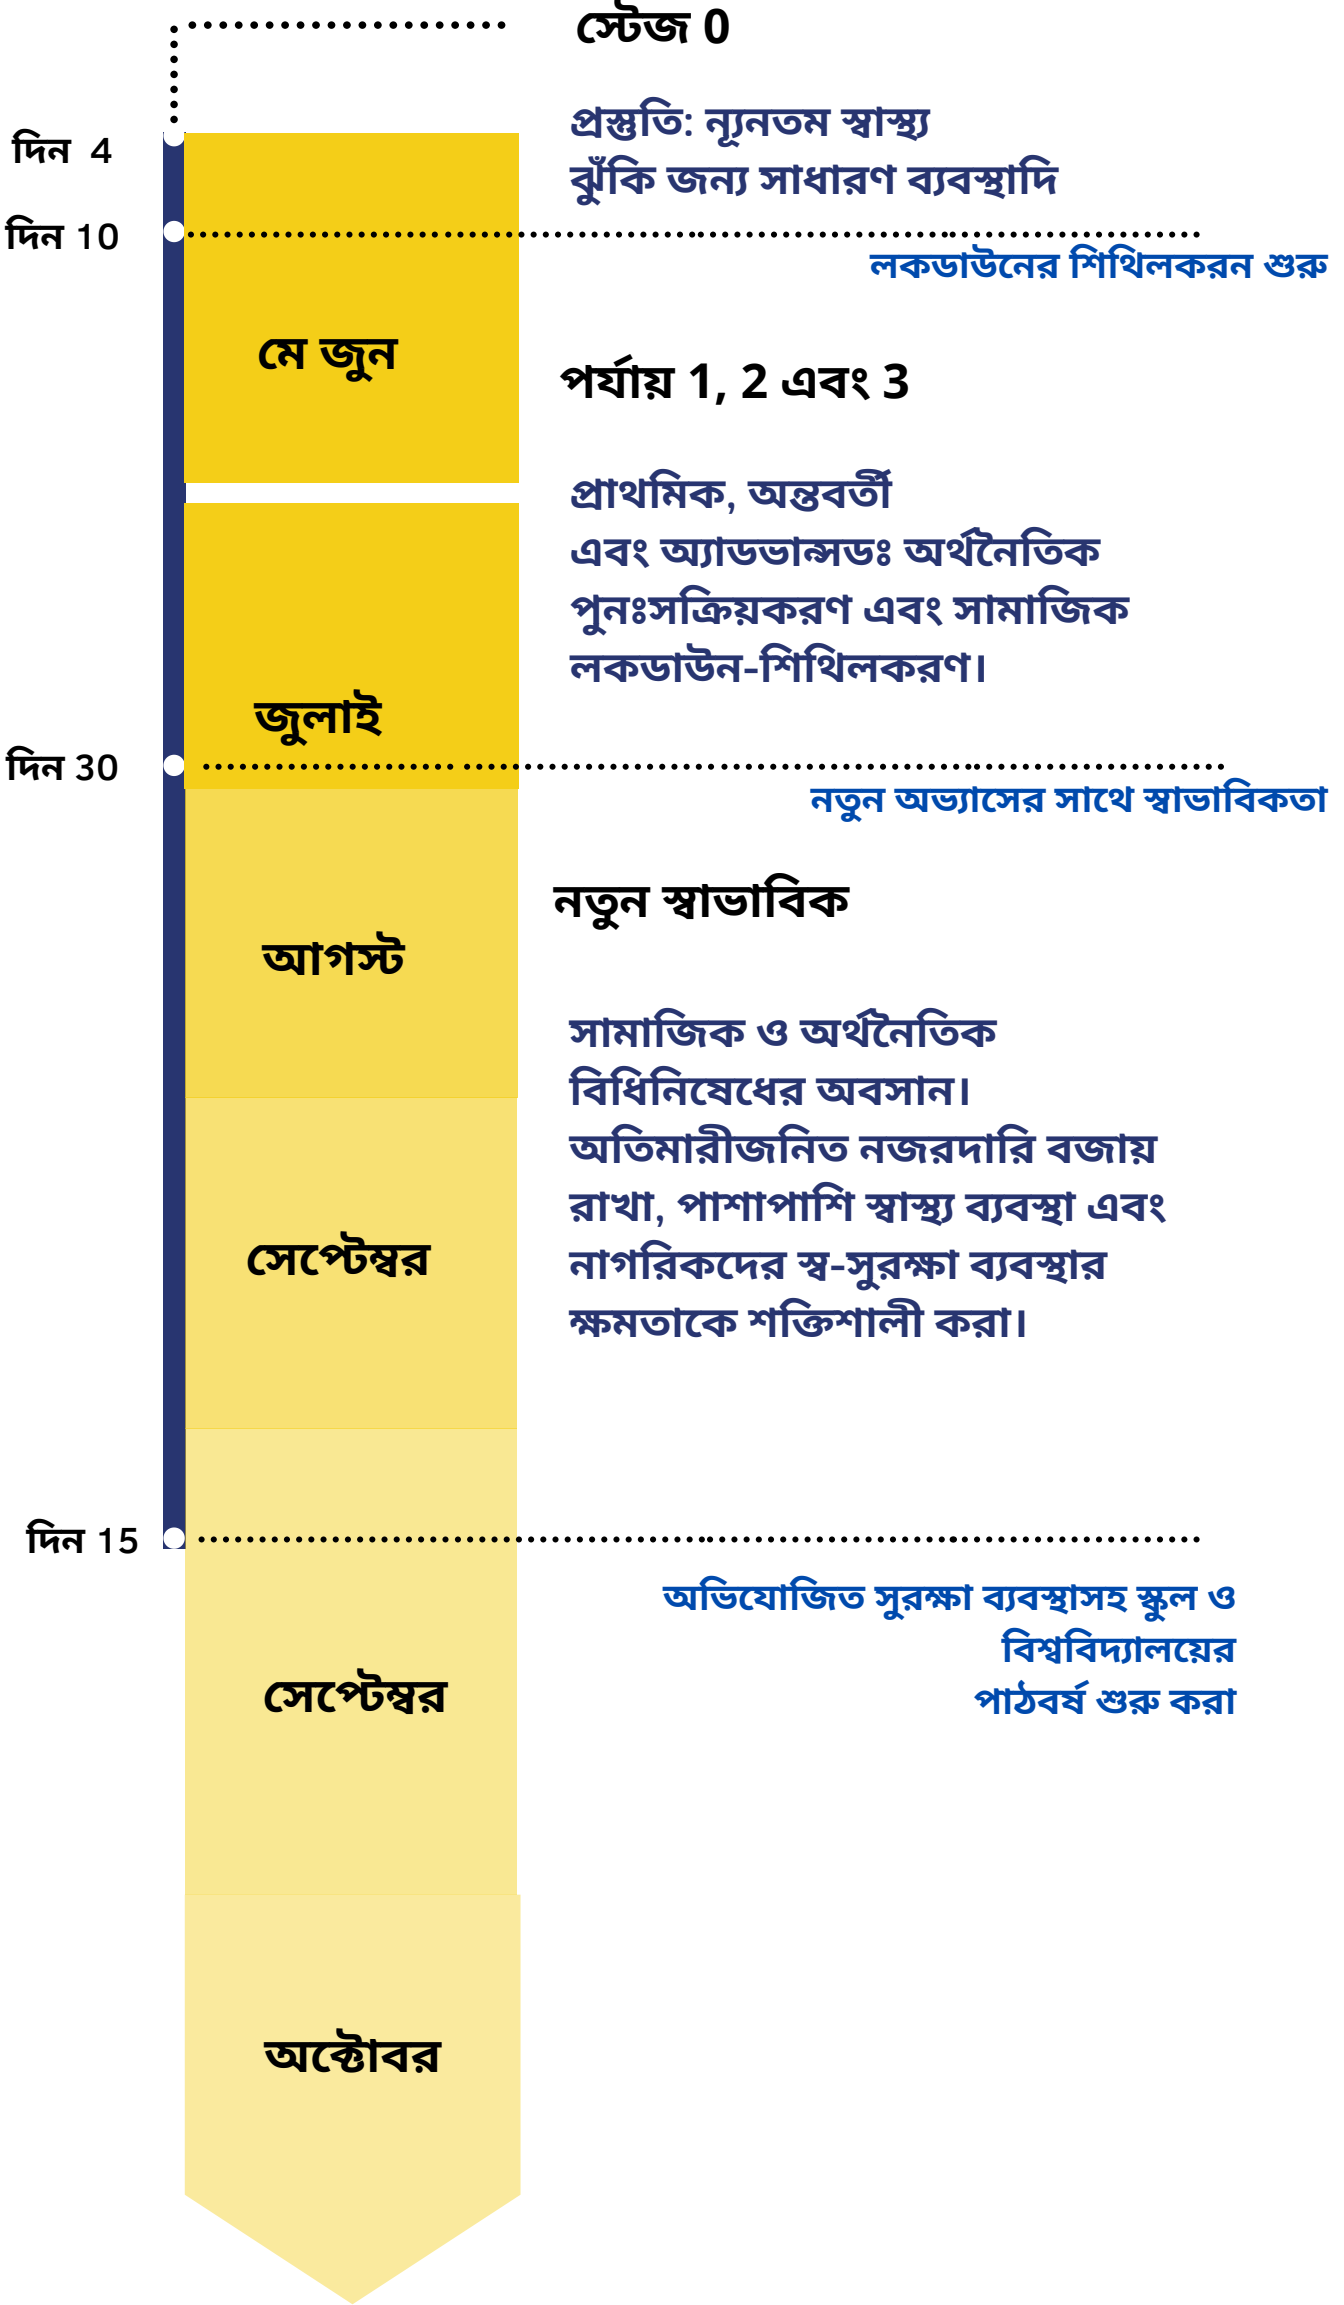 স্টেজ 0
প্রস্তুতি: ন্যূনতম স্বাস্থ্য
ঝুঁকি জন্য সাধারণ ব্যবস্থাদি
দিন 4
দিন 10
লকডাউনের শিথিলকরন শুরু
মে জুন
পর্যায় 1, 2 এবং 3
প্রাথমিক, অন্তবর্তী
এবং অ্যাডভান্সডঃ অর্থনৈতিক
পুনঃসক্রিয়করণ এবং সামাজিক
লকডাউন-শিথিলকরণ।
জুলাই
দিন 30
নতুন অভ্যাসের সাথে স্বাভাবিকতা
নতুন স্বাভাবিক
আগস্ট
সামাজিক ও অর্থনৈতিক
বিধিনিষেধের অবসান।
অতিমারীজনিত নজরদারি বজায়
রাখা, পাশাপাশি স্বাস্থ্য ব্যবস্থা এবং
নাগরিকদের স্ব-সুরক্ষা ব্যবস্থার
ক্ষমতাকে শক্তিশালী করা।
সেপ্টেম্বর
দিন 15
অভিযোজিত সুরক্ষা ব্যবস্থাসহ স্কুল ও
বিশ্ববিদ্যালয়ের
পাঠবর্ষ শুরু করা
সেপ্টেম্বর
অক্টোবর